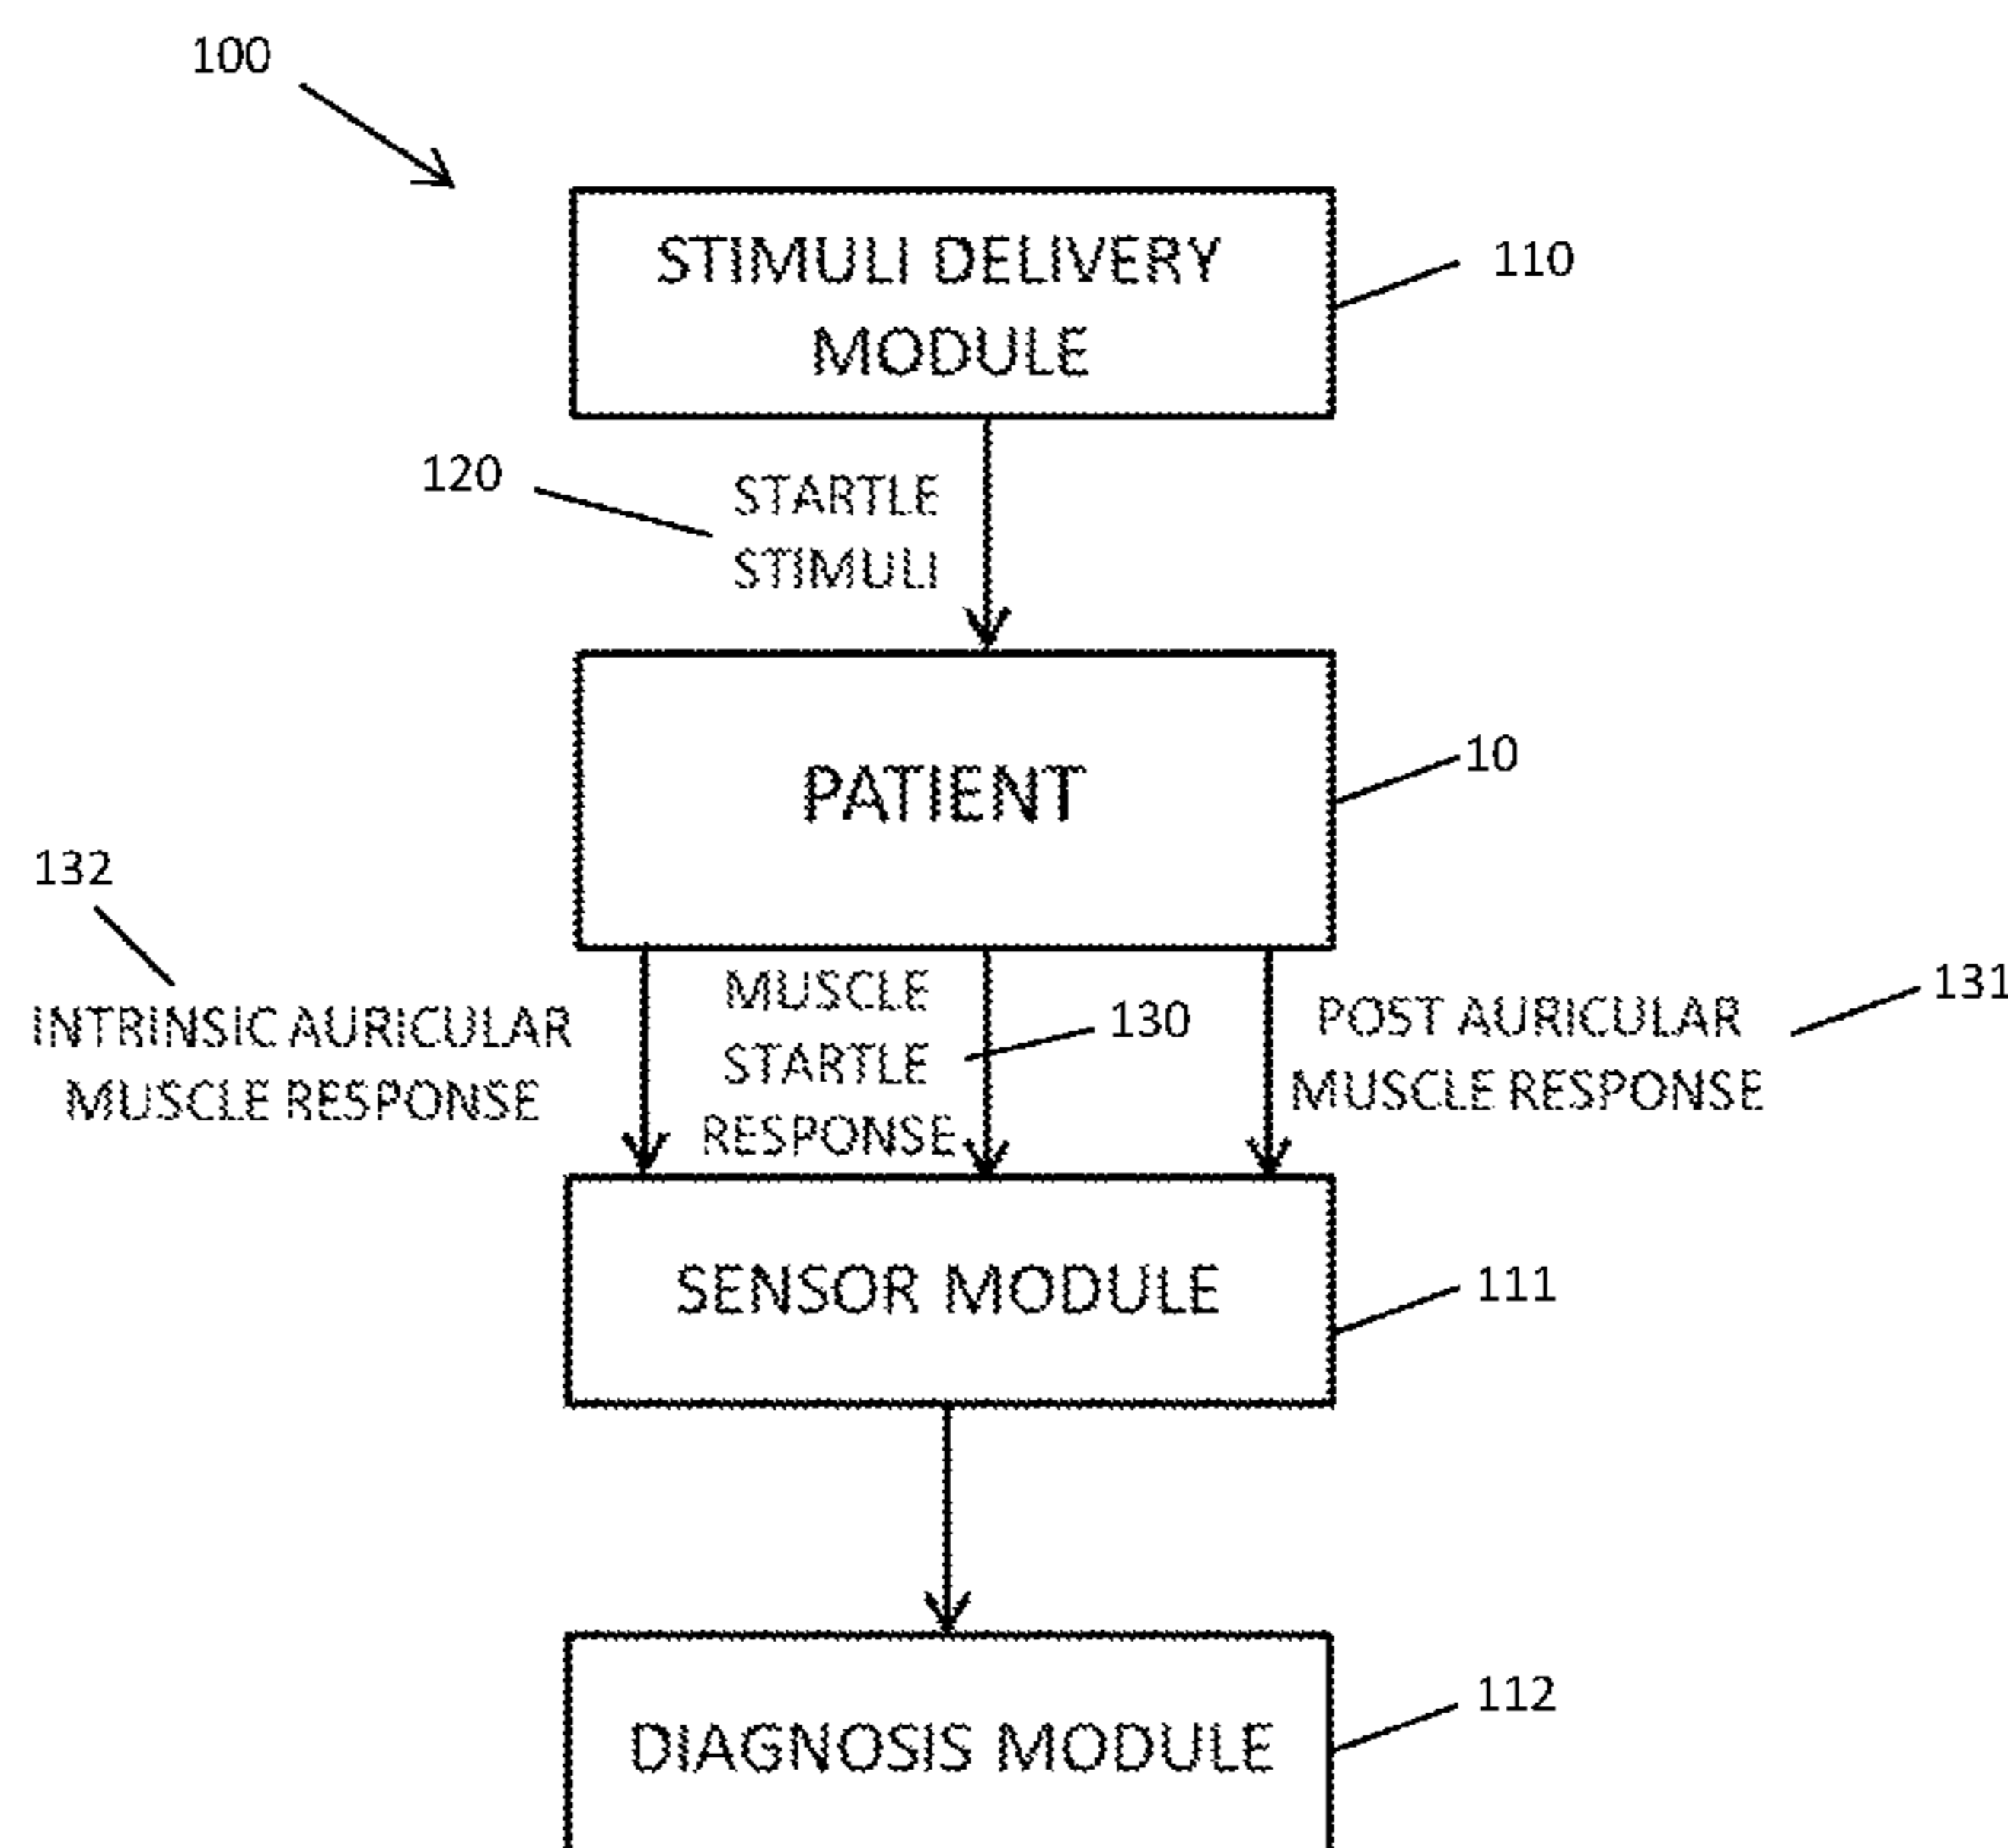 100
STIMULI DELIVERY
MODULE
110
120
STARTLE
STIMULI
PATIENT
10
132
INTRINSIC AURICULAR
MUSCLE RESPONSE
MUSCLE
STARTLE
RESPONSE
130
POST AURICULAR
MUSCLE RESPONSE
131
SENSOR MODULE
111
DIAGNOSIS MODULE
112